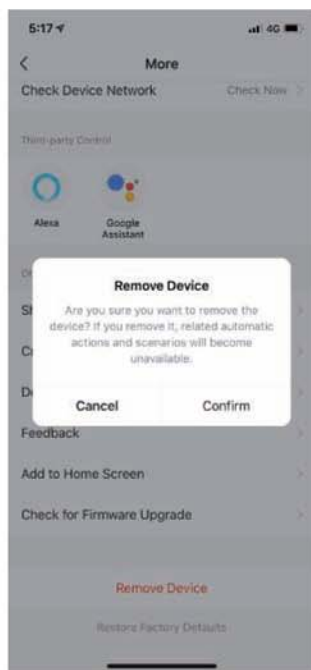 5:17
4G
More
Check Device Network Check Now
Third-party Control
Alexa
Google
Assistant
Remove Device
Are you sure you want to remove the
device? If you remove it, related automatic
actions and scenarios will become
unavailable.
Cancel Confirm
Feedback
Add to Home Screen
Check for Firmware Upgrade
Remove Device
Restore Factory Defaults